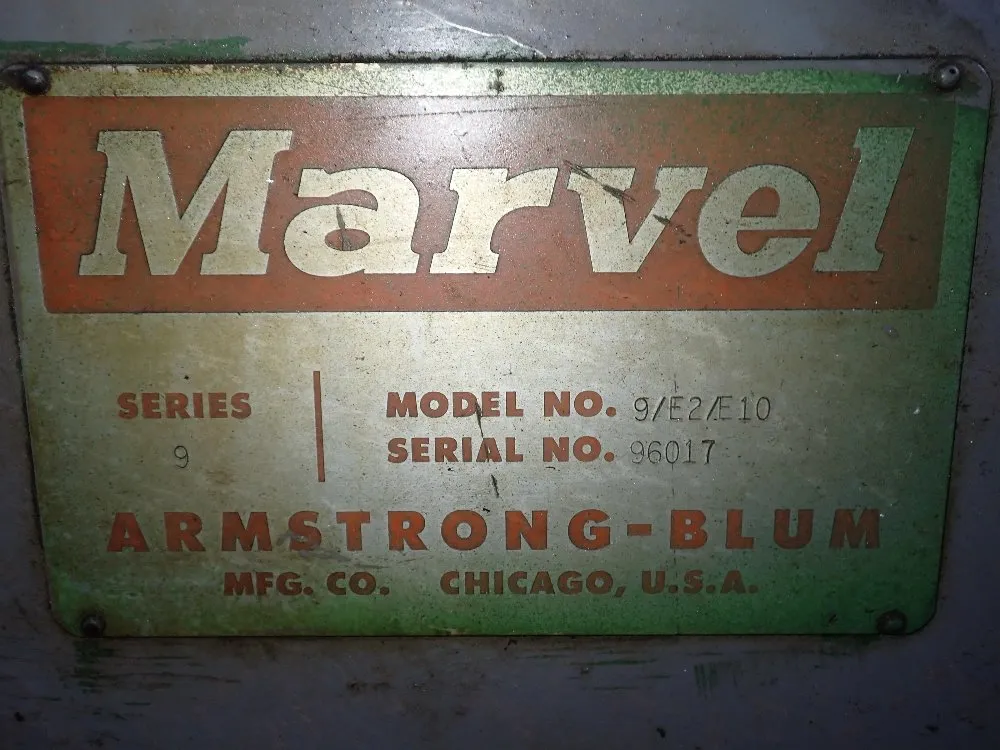 Marvel
SERIES
9
MODEL NO. 9/E2/E10
SERIAL NO. 96017
ARMSTRONG-BLUM
MFG. CO. CHICAGO, U.S.A.